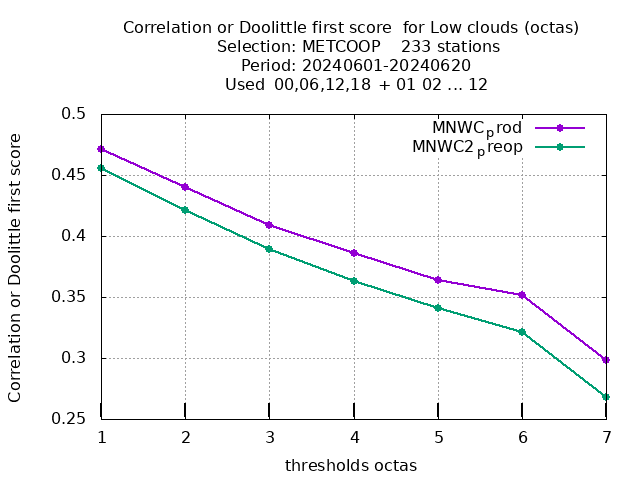 Correlation or Doolittle first score  for Low clouds (octas)
Selection: METCOOP    233 stations
Period: 20240601-20240620
Used  00,06,12,18  + 01 02 ... 12
MNWCprod
MNWC2preop
Correlation or Doolittle first score
0.5
0.45
0.4
0.35
0.3
0.25
1 2 3 4 5 6 7
thresholds octas